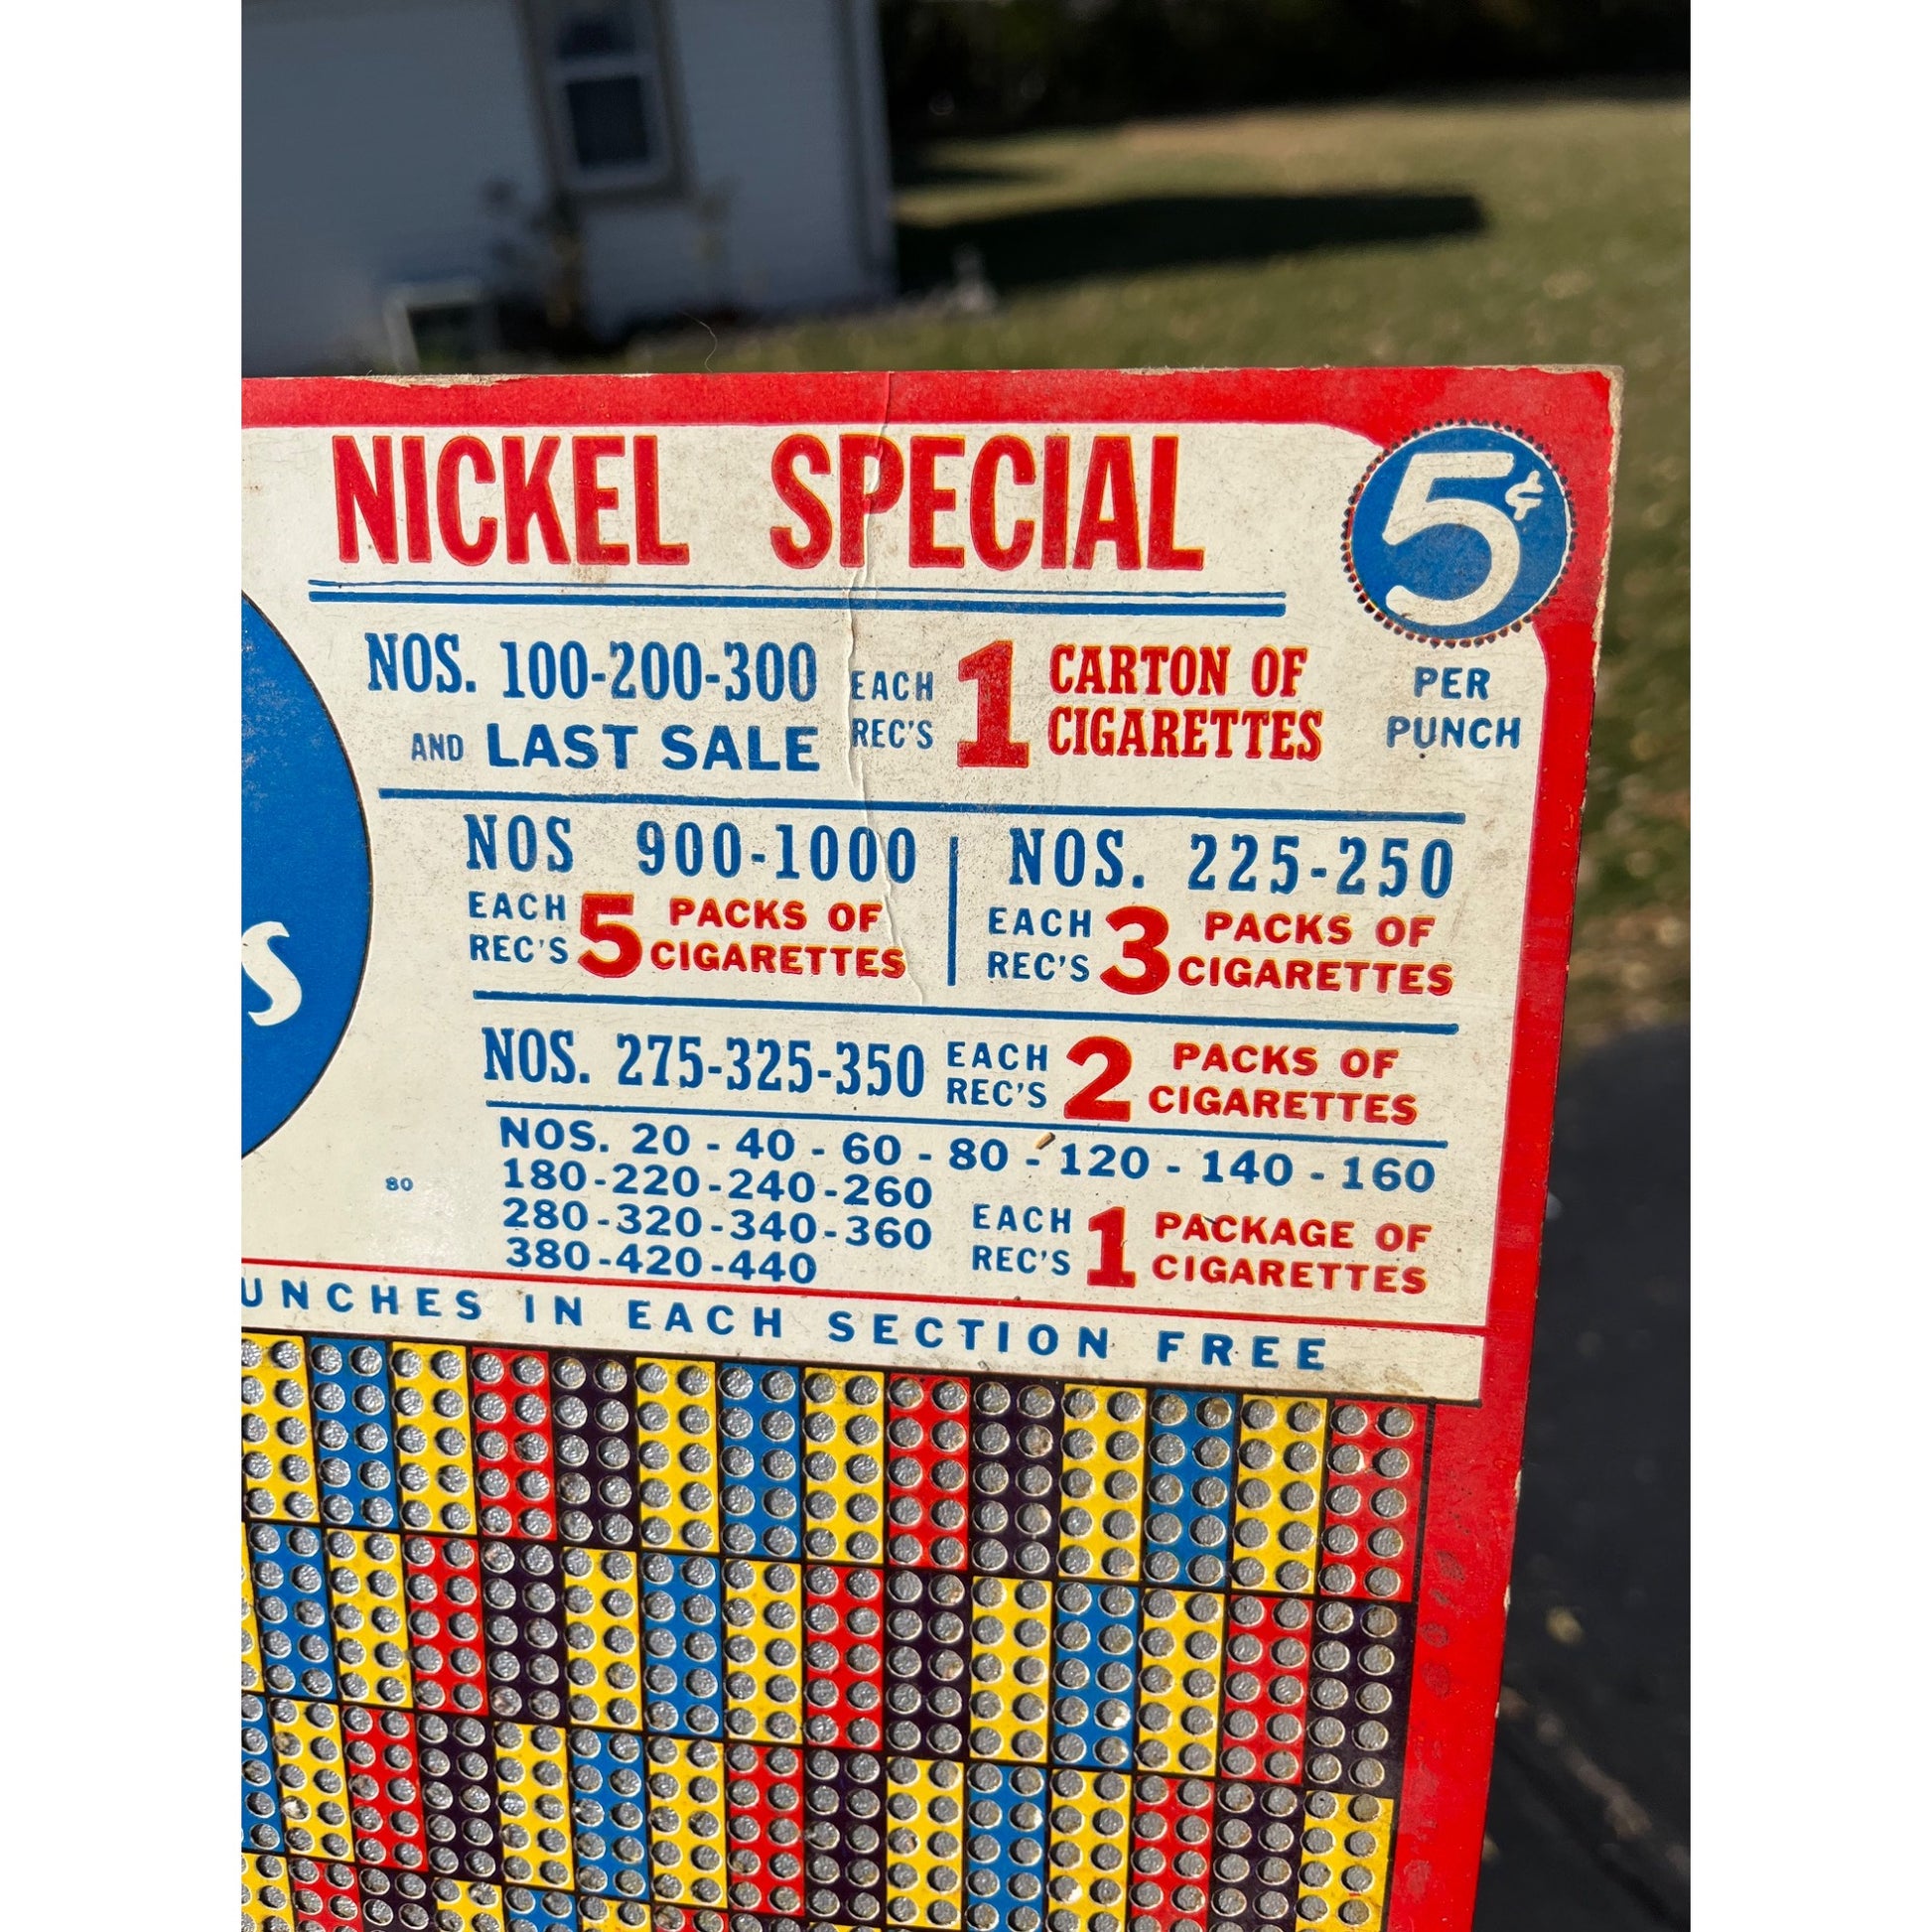 NICKEL SPECIAL
5¢
PER
PUNCH
NOS. 100-200-300
AND LAST SALE
EACH
REC'S
1
CARTON OF
CIGARETTES
NOS 900-1000
EACH
REC'S
5
PACKS OF
CIGARETTES
NOS. 225-250
EACH
REC'S
3
PACKS OF
CIGARETTES
S
NOS. 275-325-350
EACH
REC'S
2
PACKS OF
CIGARETTES
NOS. 20 - 40 - 60 - 80 - 120 - 140 - 160
180-220-240-260
280-320-340-360
380-420-440
EACH
REC'S
1
PACKAGE OF
CIGARETTES
80
UNCHES IN EACH SECTION FREE